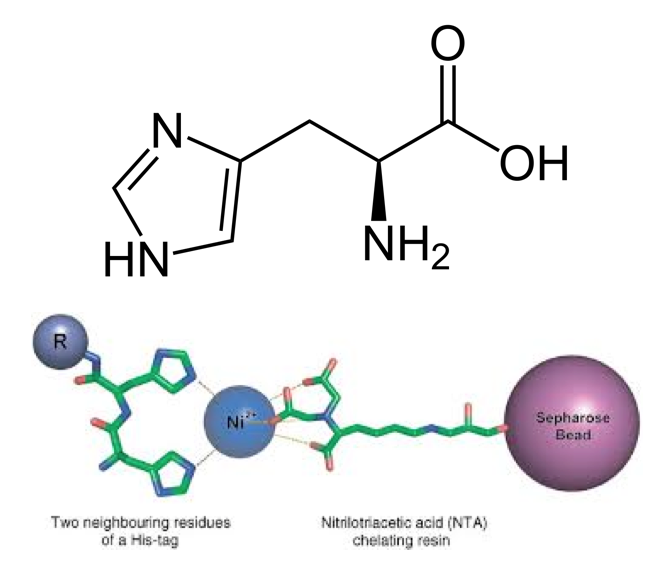 O
N
OH
HN
NH₂
R
Ni²⁺
Sepharose
Bead
Two neighbouring residues
of a His-tag
Nitrilotriacetic acid (NTA)
chelating resin